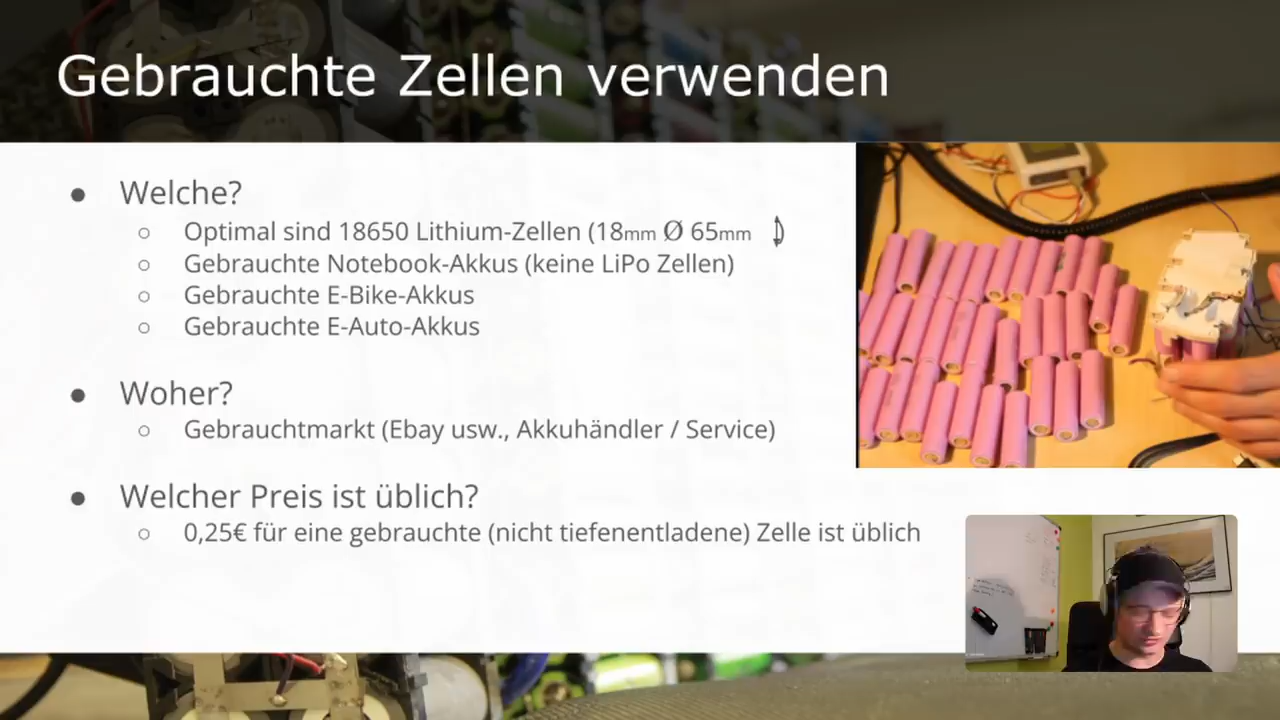 Gebrauchte Zellen verwenden
● Welche?
○ Optimal sind 18650 Lithium-Zellen (18mm Ø 65mm
○ Gebrauchte Notebook-Akkus (keine LiPo Zellen)
○ Gebrauchte E-Bike-Akkus
○ Gebrauchte E-Auto-Akkus
● Woher?
○ Gebrauchtmarkt (Ebay usw., Akkuhändler / Service)
● Welcher Preis ist üblich?
○ 0,25€ für eine gebrauchte (nicht tiefenentladene) Zelle ist üblich